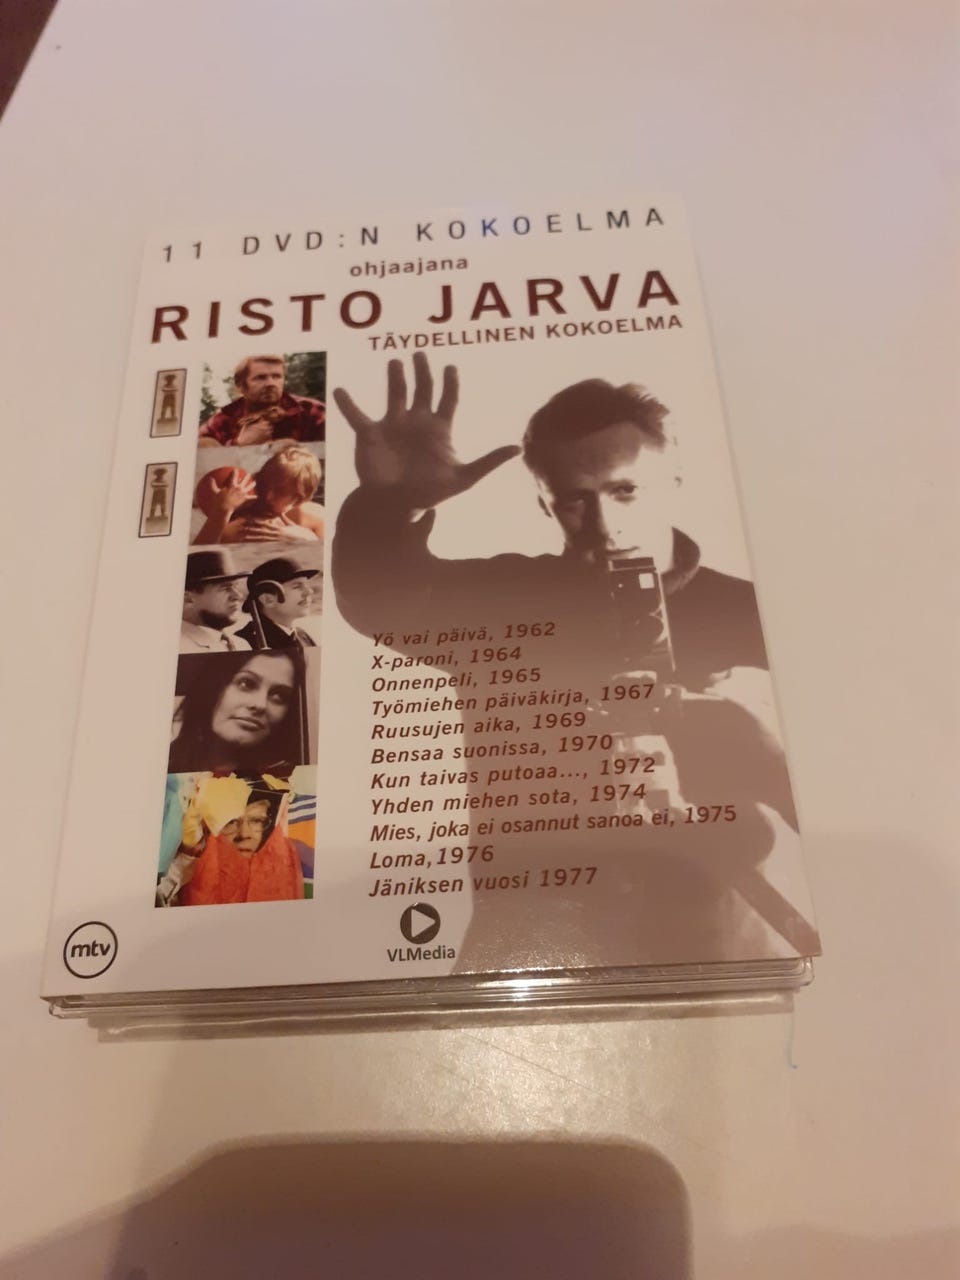 11 DVD:N KOKOELMA
ohjaajana
RISTO JARVA
TÄYDELLINEN KOKOELMA
Yö vai päivä, 1962
X-paroni, 1964
Onnenpeli, 1965
Työmiehen päiväkirja, 1967
Ruusujen aika, 1969
Bensaa suonissa, 1970
Kun taivas putoaa..., 1972
Yhden miehen sota, 1974
Mies, joka ei osannut sanoa ei, 1975
Loma,1976
Jäniksen vuosi 1977
mtv
VLMedia